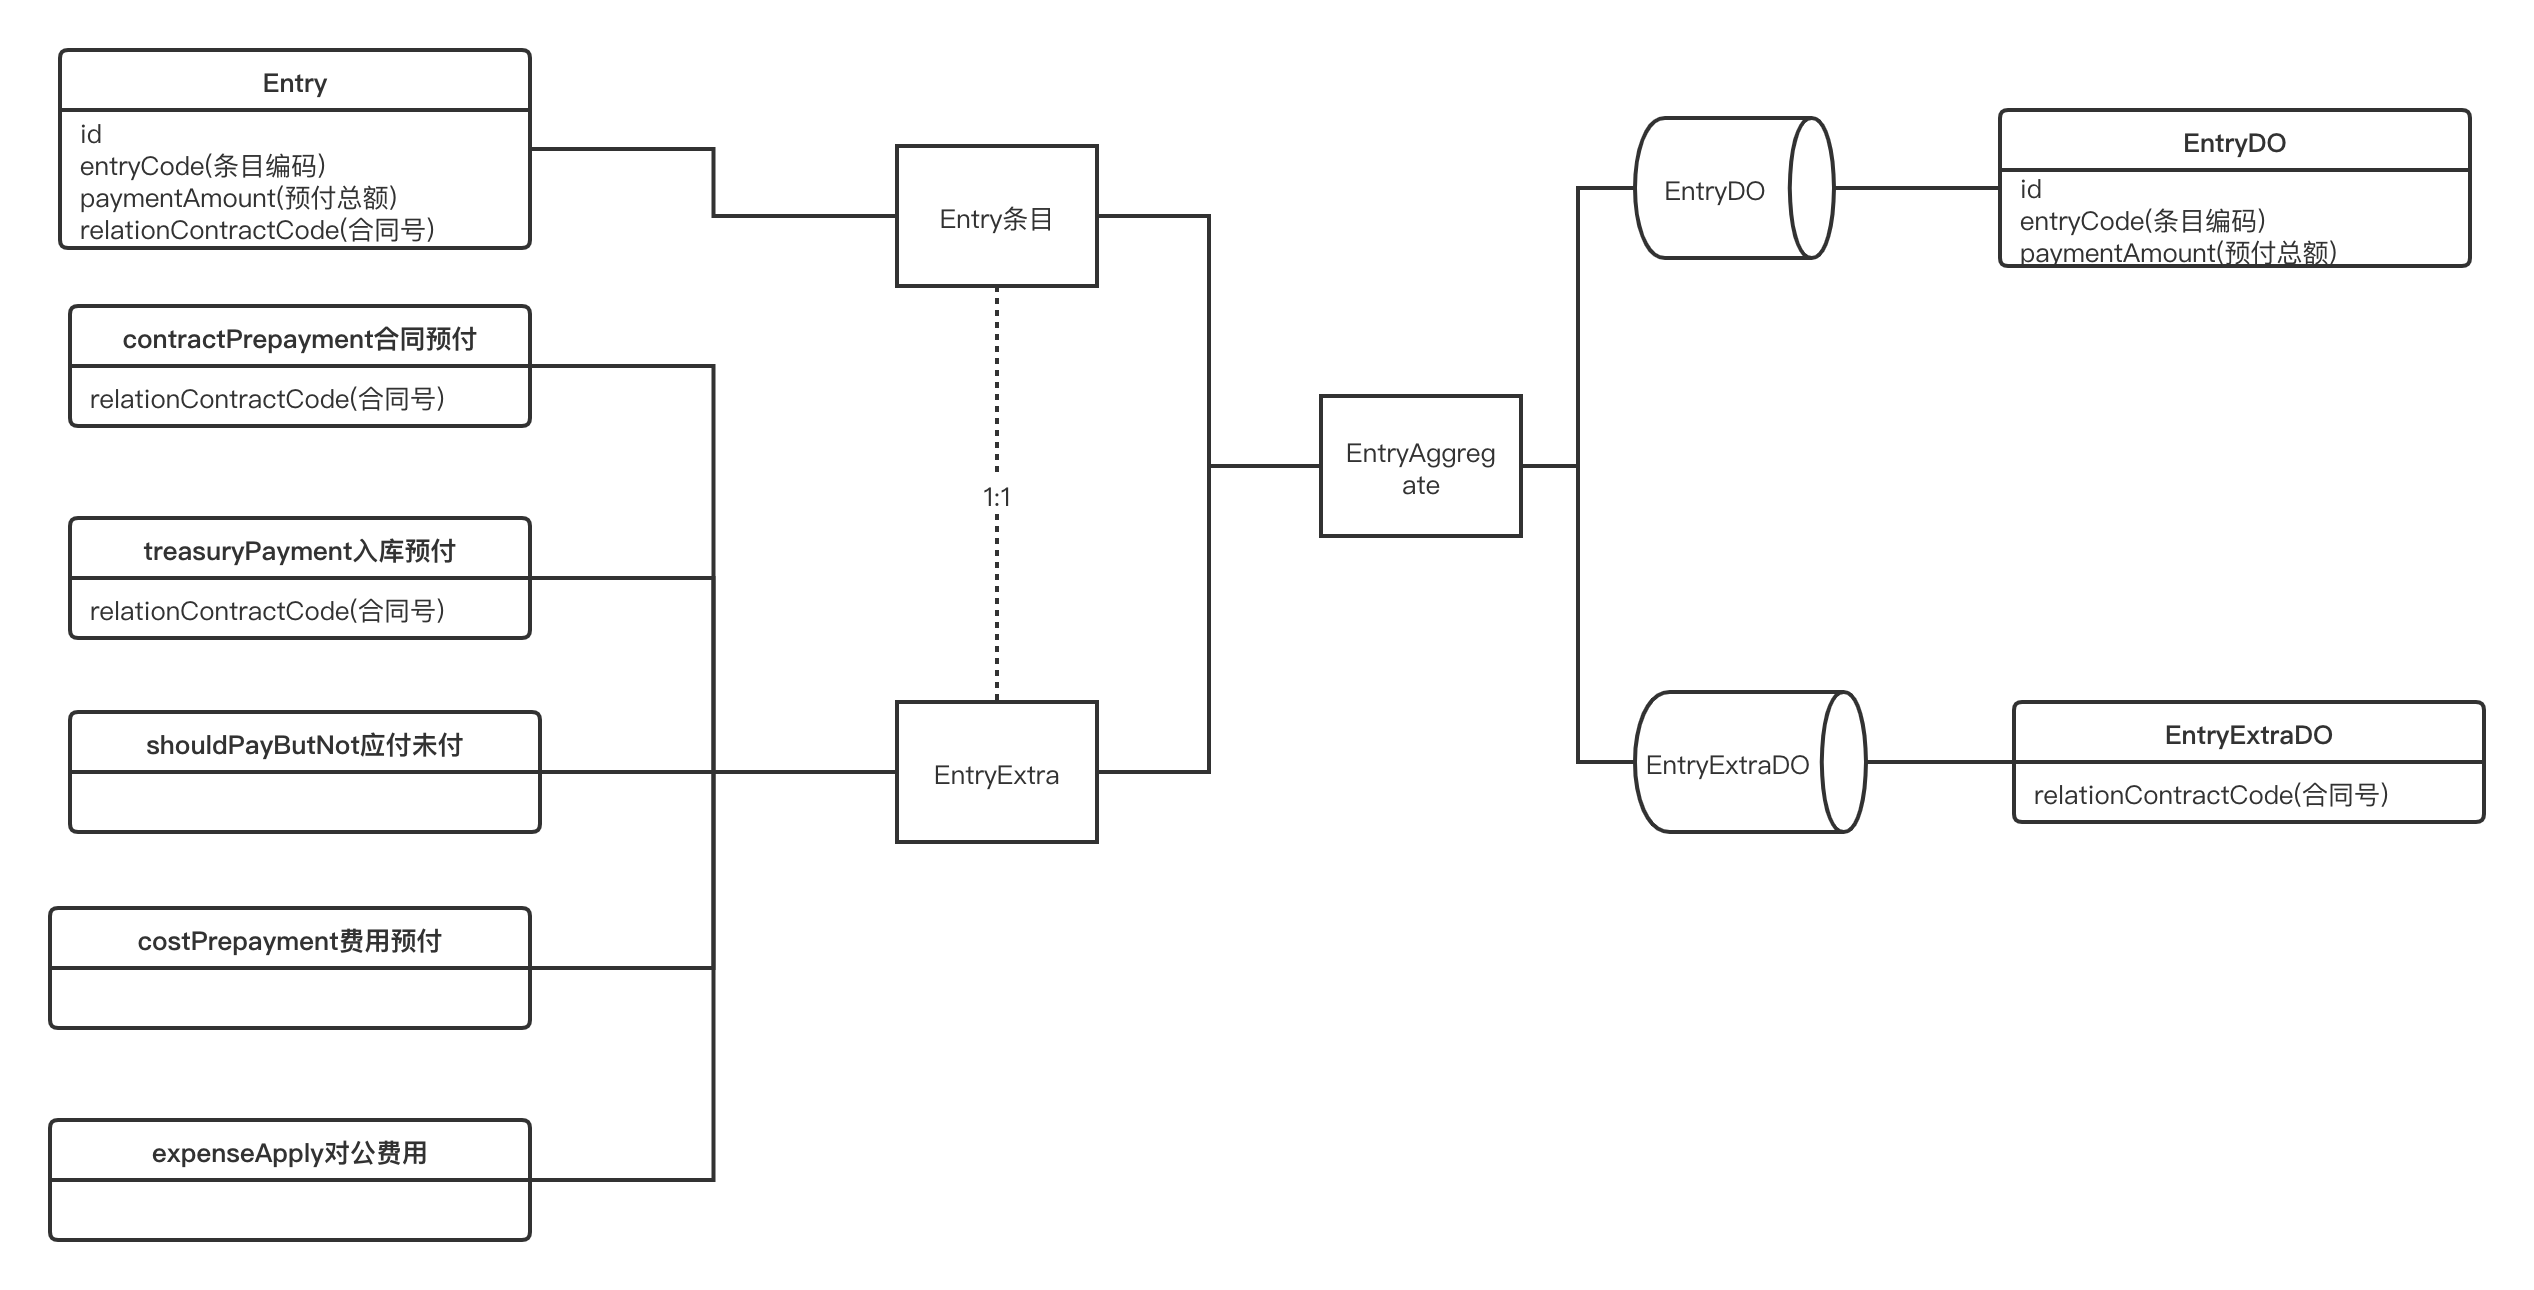 Entry
id
entryCode(条目编码)
paymentAmount(预付总额)
relationContractCode(合同号)
contractPrepayment合同预付
relationContractCode(合同号)
treasuryPayment入库预付
relationContractCode(合同号)
shouldPayButNot应付未付
costPrepayment费用预付
expenseApply对公费用
Entry条目
1:1
EntryExtra
EntryAggreg
ate
EntryDO
EntryDO
id
entryCode(条目编码)
paymentAmount(预付总额)
EntryExtraDO
EntryExtraDO
relationContractCode(合同号)